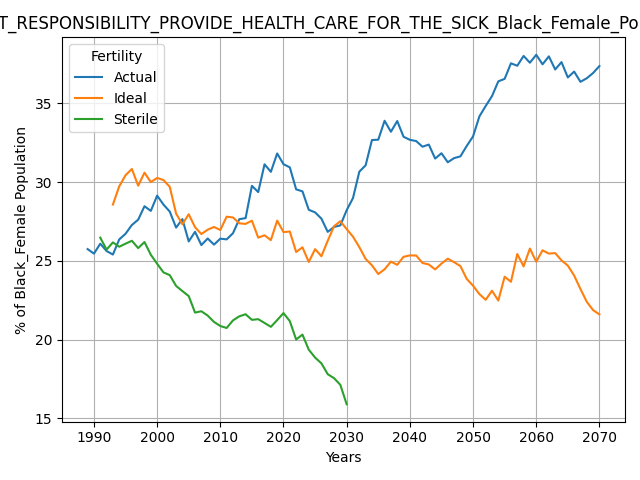 T_RESPONSIBILITY_PROVIDE_HEALTH_CARE_FOR_THE_SICK_Black_Female_Po
Fertility
Actual
Ideal
Sterile
% of Black_Female Population
35
30
25
20
15
1990 2000 2010 2020 2030 2040 2050 2060 2070
Years